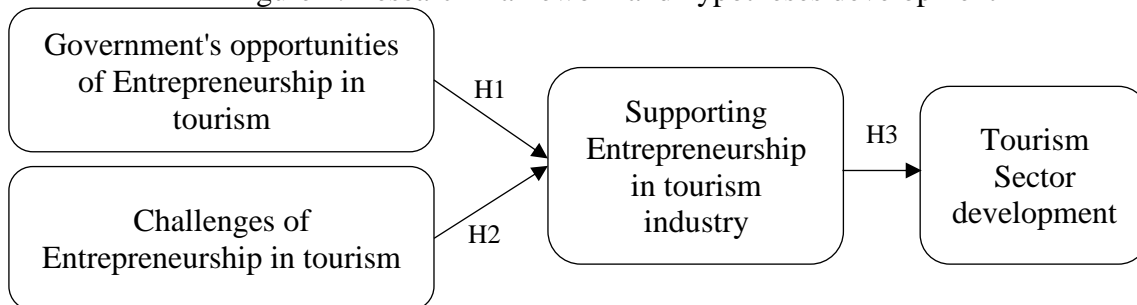 Government's opportunities
of Entrepreneurship in
tourism
H1
Challenges of
Entrepreneurship in tourism
H2
Supporting
Entrepreneurship
in tourism
industry
H3
Tourism
Sector
development